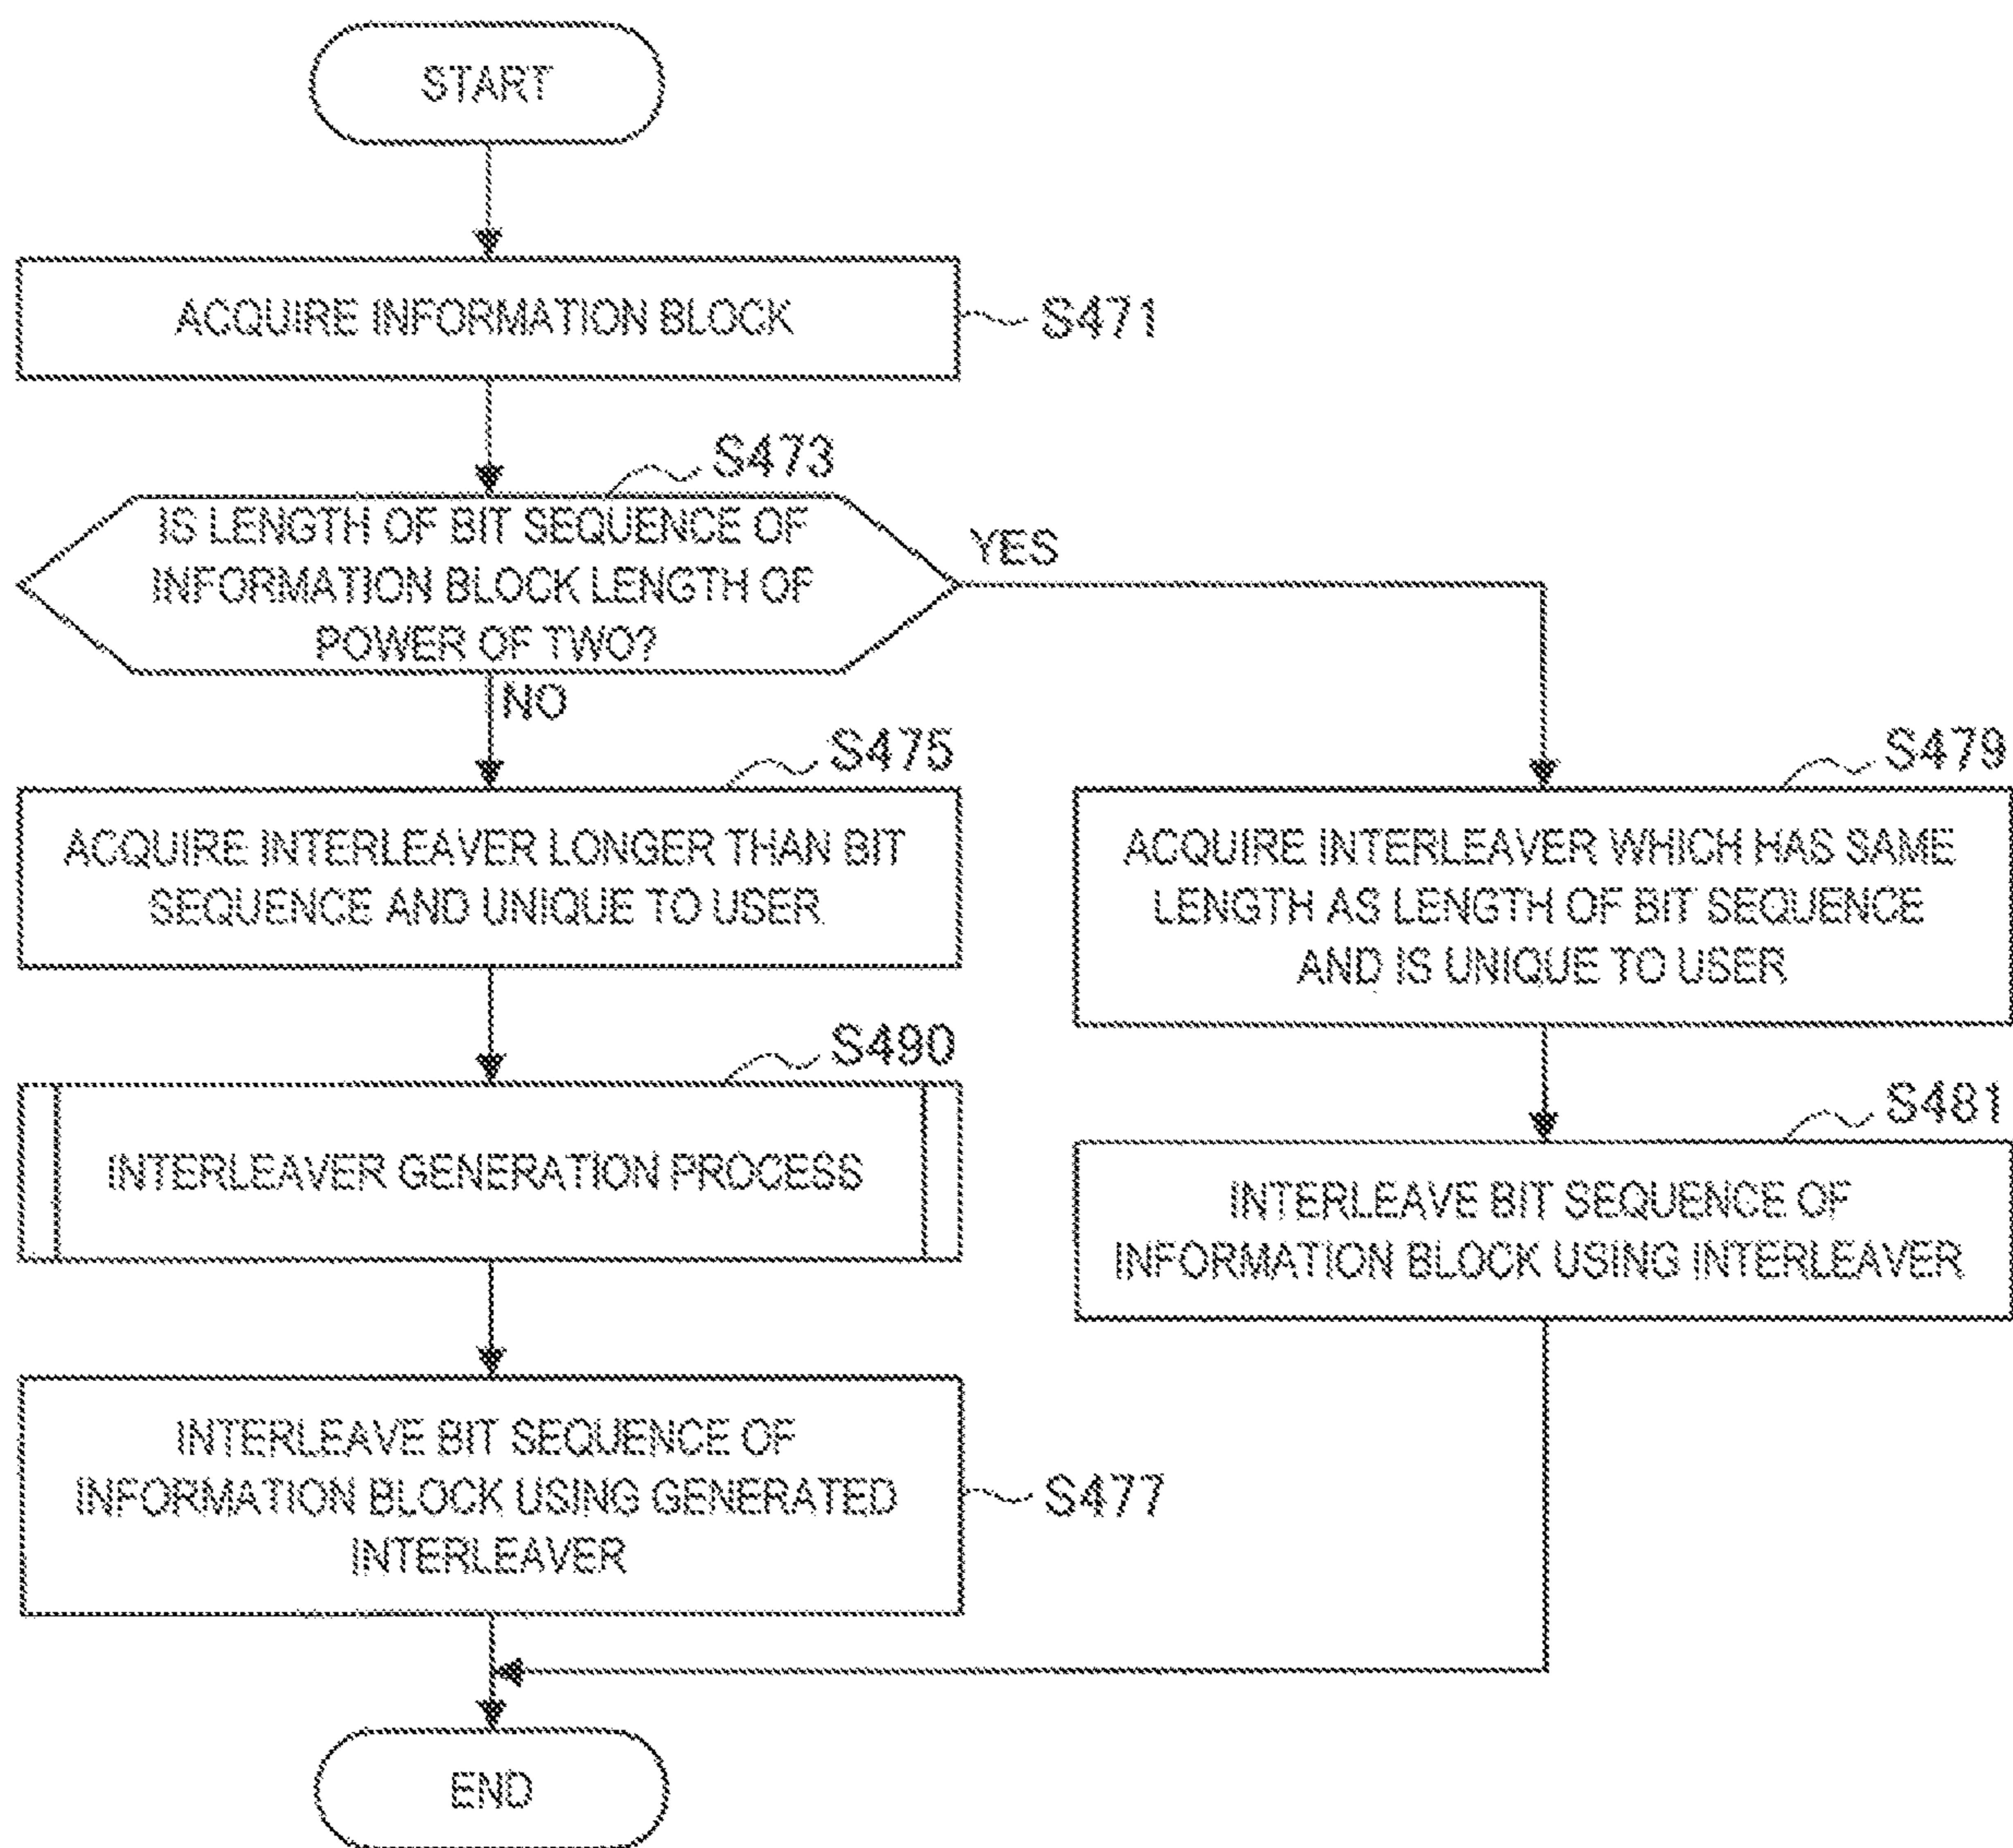 START
ACQUIRE INFORMATION BLOCK
S471
S473
IS LENGTH OF BIT SEQUENCE OF
INFORMATION BLOCK LENGTH OF
POWER OF TWO?
YES
NO
S475
ACQUIRE INTERLEAVER LONGER THAN BIT
SEQUENCE AND UNIQUE TO USER
S479
ACQUIRE INTERLEAVER WHICH HAS SAME
LENGTH AS LENGTH OF BIT SEQUENCE
AND IS UNIQUE TO USER
S490
INTERLEAVER GENERATION PROCESS
S481
INTERLEAVE BIT SEQUENCE OF
INFORMATION BLOCK USING INTERLEAVER
INTERLEAVE BIT SEQUENCE OF
INFORMATION BLOCK USING GENERATED
INTERLEAVER
S477
END